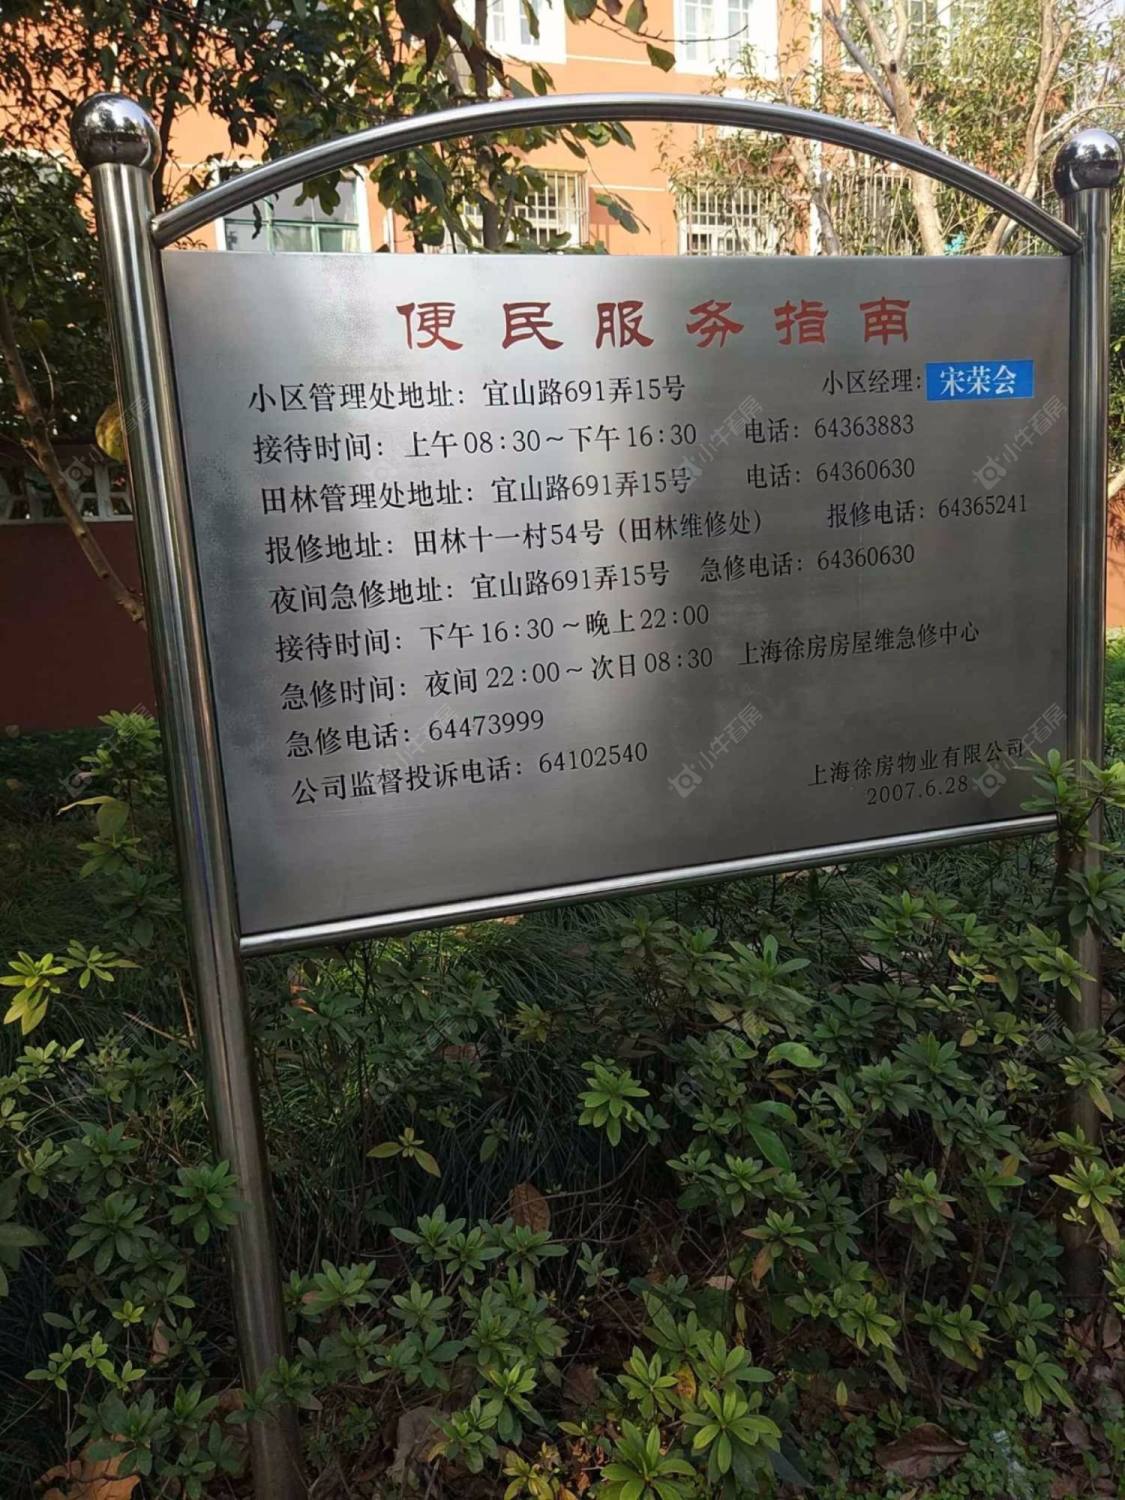 便民服务指南
小区管理处地址：宜山路691弄15号 小区经理：宋荣会
接待时间：上午08:30～下午16:30 电话：64363883
田林管理处地址：宜山路691弄15号 电话：64360630
报修地址：田林十一村54号（田林维修处） 报修电话：64365241
夜间急修地址：宜山路691弄15号 急修电话：64360630
接待时间：下午16:30～晚上22:00
急修时间：夜间22:00～次日08:30 上海徐房房屋维急修中心
急修电话：64473999
公司监督投诉电话：64102540
上海徐房物业有限公司
2007.6.28
小牛看房